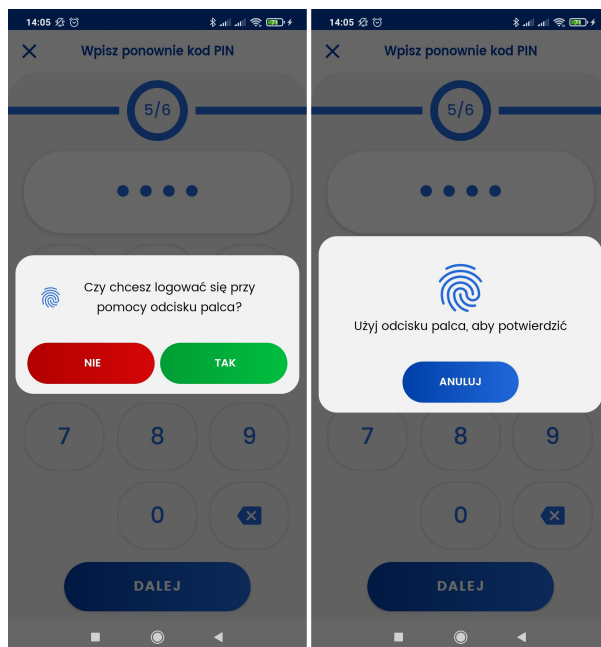 14:05
Wpisz ponownie kod PIN
5/6
Czy chcesz logować się przy
pomocy odcisku palca?
NIE TAK
7 8 9
0
DALEJ
14:05
Wpisz ponownie kod PIN
5/6
Użyj odcisku palca, aby potwierdzić
ANULUJ
7 8 9
0
DALEJ